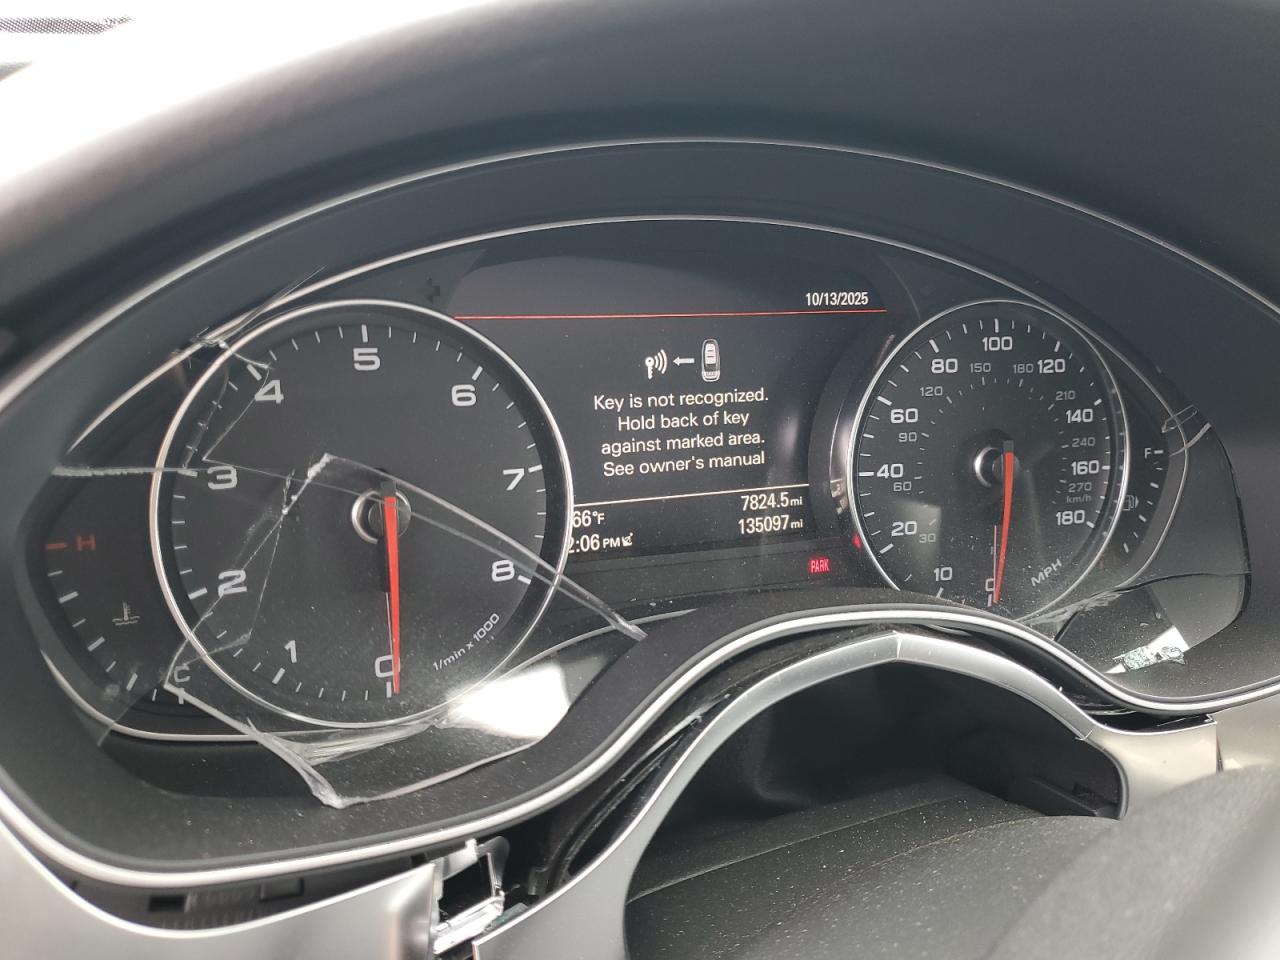 10/13/2025
Key is not recognized.
Hold back of key
against marked area.
See owner's manual
7824.5 mi
66°F
135097 mi
2:06 PM
PARK
H
C
0
1
2
3
4
5
6
7
8
1/min x 1000
0
10
20
40
60
80
100
120
140
160
180
MPH
30
60
90
120
150
180
210
240
270
km/h
F